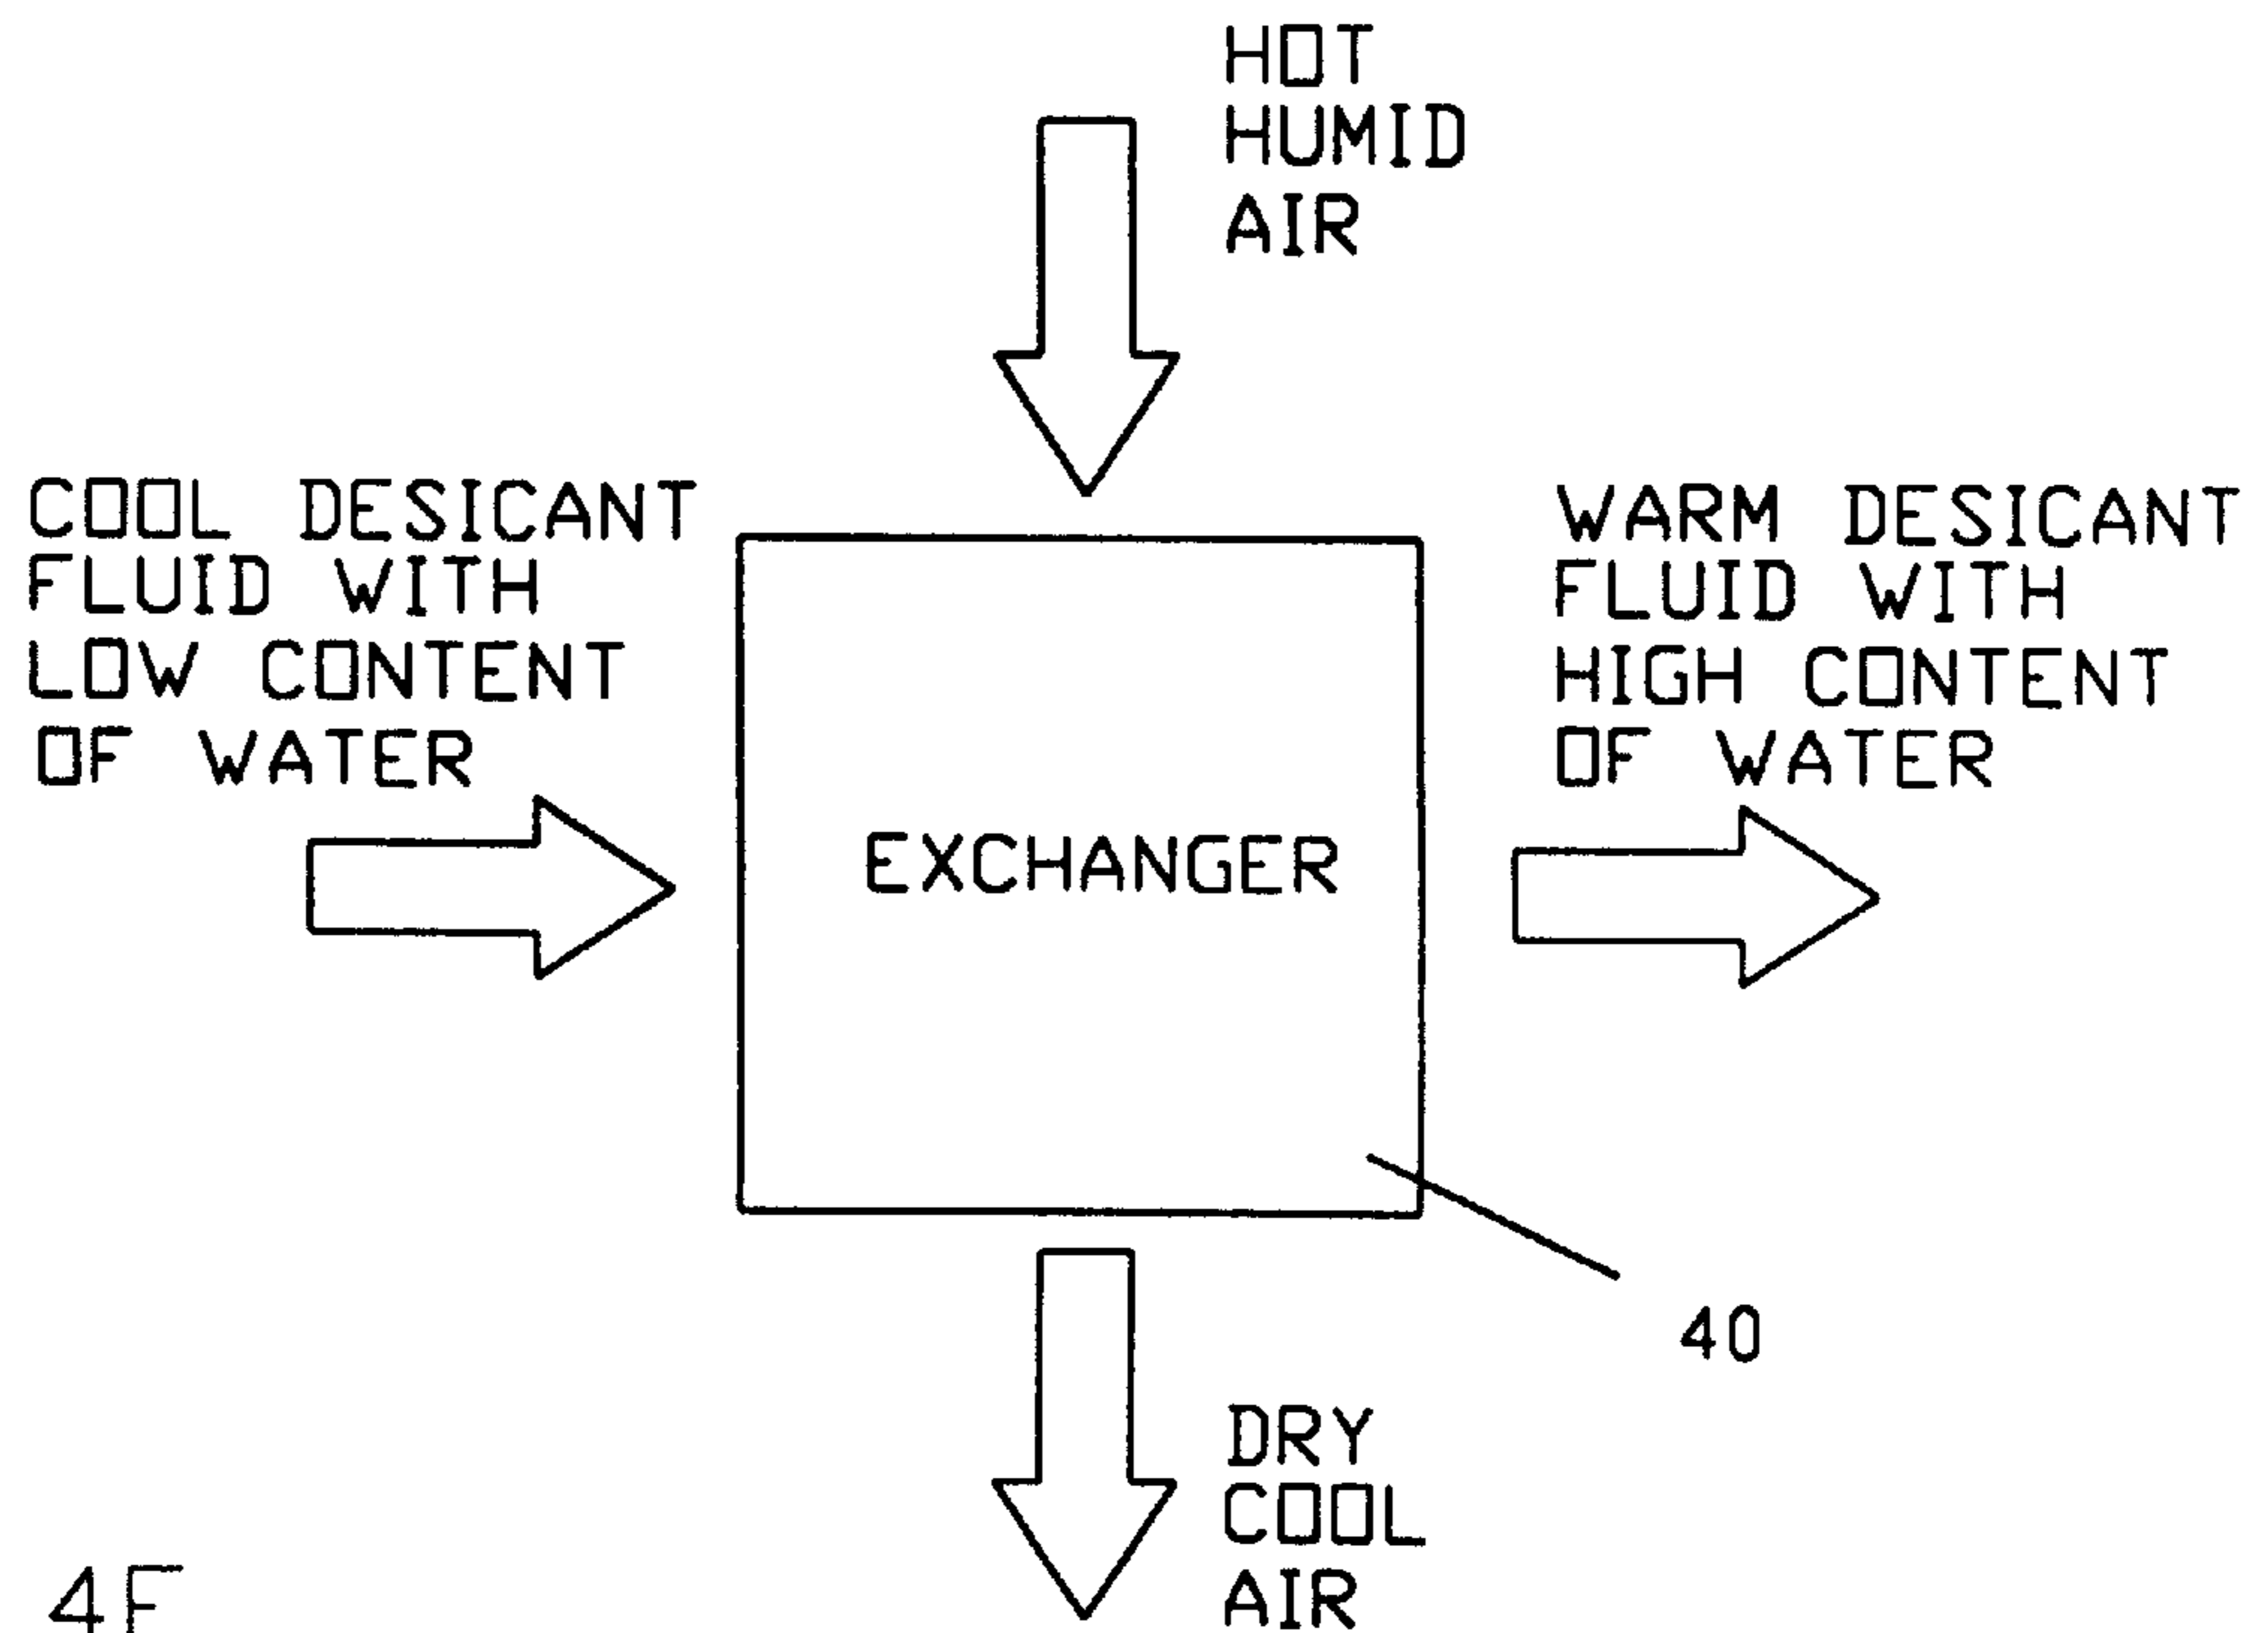 HOT
HUMID
AIR
COOL DESICANT
FLUID WITH
LOW CONTENT
OF WATER
WARM DESICANT
FLUID WITH
HIGH CONTENT
OF WATER
EXCHANGER
40
DRY
COOL
AIR